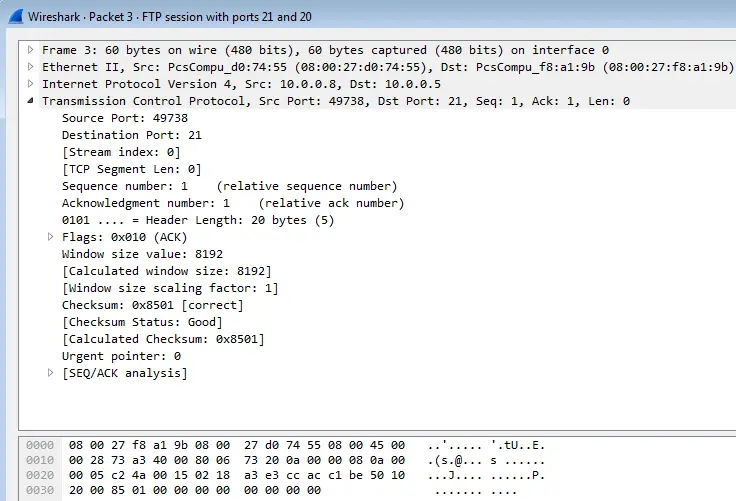 Wireshark · Packet 3 · FTP session with ports 21 and 20
Frame 3: 60 bytes on wire (480 bits), 60 bytes captured (480 bits) on interface 0
Ethernet II, Src: PcsCompu_d0:74:55 (08:00:27:d0:74:55), Dst: PcsCompu_f8:a1:9b (08:00:27:f8:a1:9b)
Internet Protocol Version 4, Src: 10.0.0.8, Dst: 10.0.0.5
Transmission Control Protocol, Src Port: 49738, Dst Port: 21, Seq: 1, Ack: 1, Len: 0
Source Port: 49738
Destination Port: 21
[Stream index: 0]
[TCP Segment Len: 0]
Sequence number: 1    (relative sequence number)
Acknowledgment number: 1    (relative ack number)
0101 .... = Header Length: 20 bytes (5)
Flags: 0x010 (ACK)
Window size value: 8192
[Calculated window size: 8192]
[Window size scaling factor: 1]
Checksum: 0x8501 [correct]
[Checksum Status: Good]
[Calculated Checksum: 0x8501]
Urgent pointer: 0
[SEQ/ACK analysis]
0000  08 00 27 f8 a1 9b 08 00  27 d0 74 55 08 00 45 00   ..'..... '.tU..E.
0010  00 28 73 a3 40 00 80 06  73 20 0a 00 00 08 0a 00   .(s.@... s ......
0020  00 05 c2 4a 00 15 02 18  a3 e3 cc ac c1 be 50 10   ...J.... ......P.
0030  20 00 85 01 00 00 00 00  00 00 00 00    ....... ....